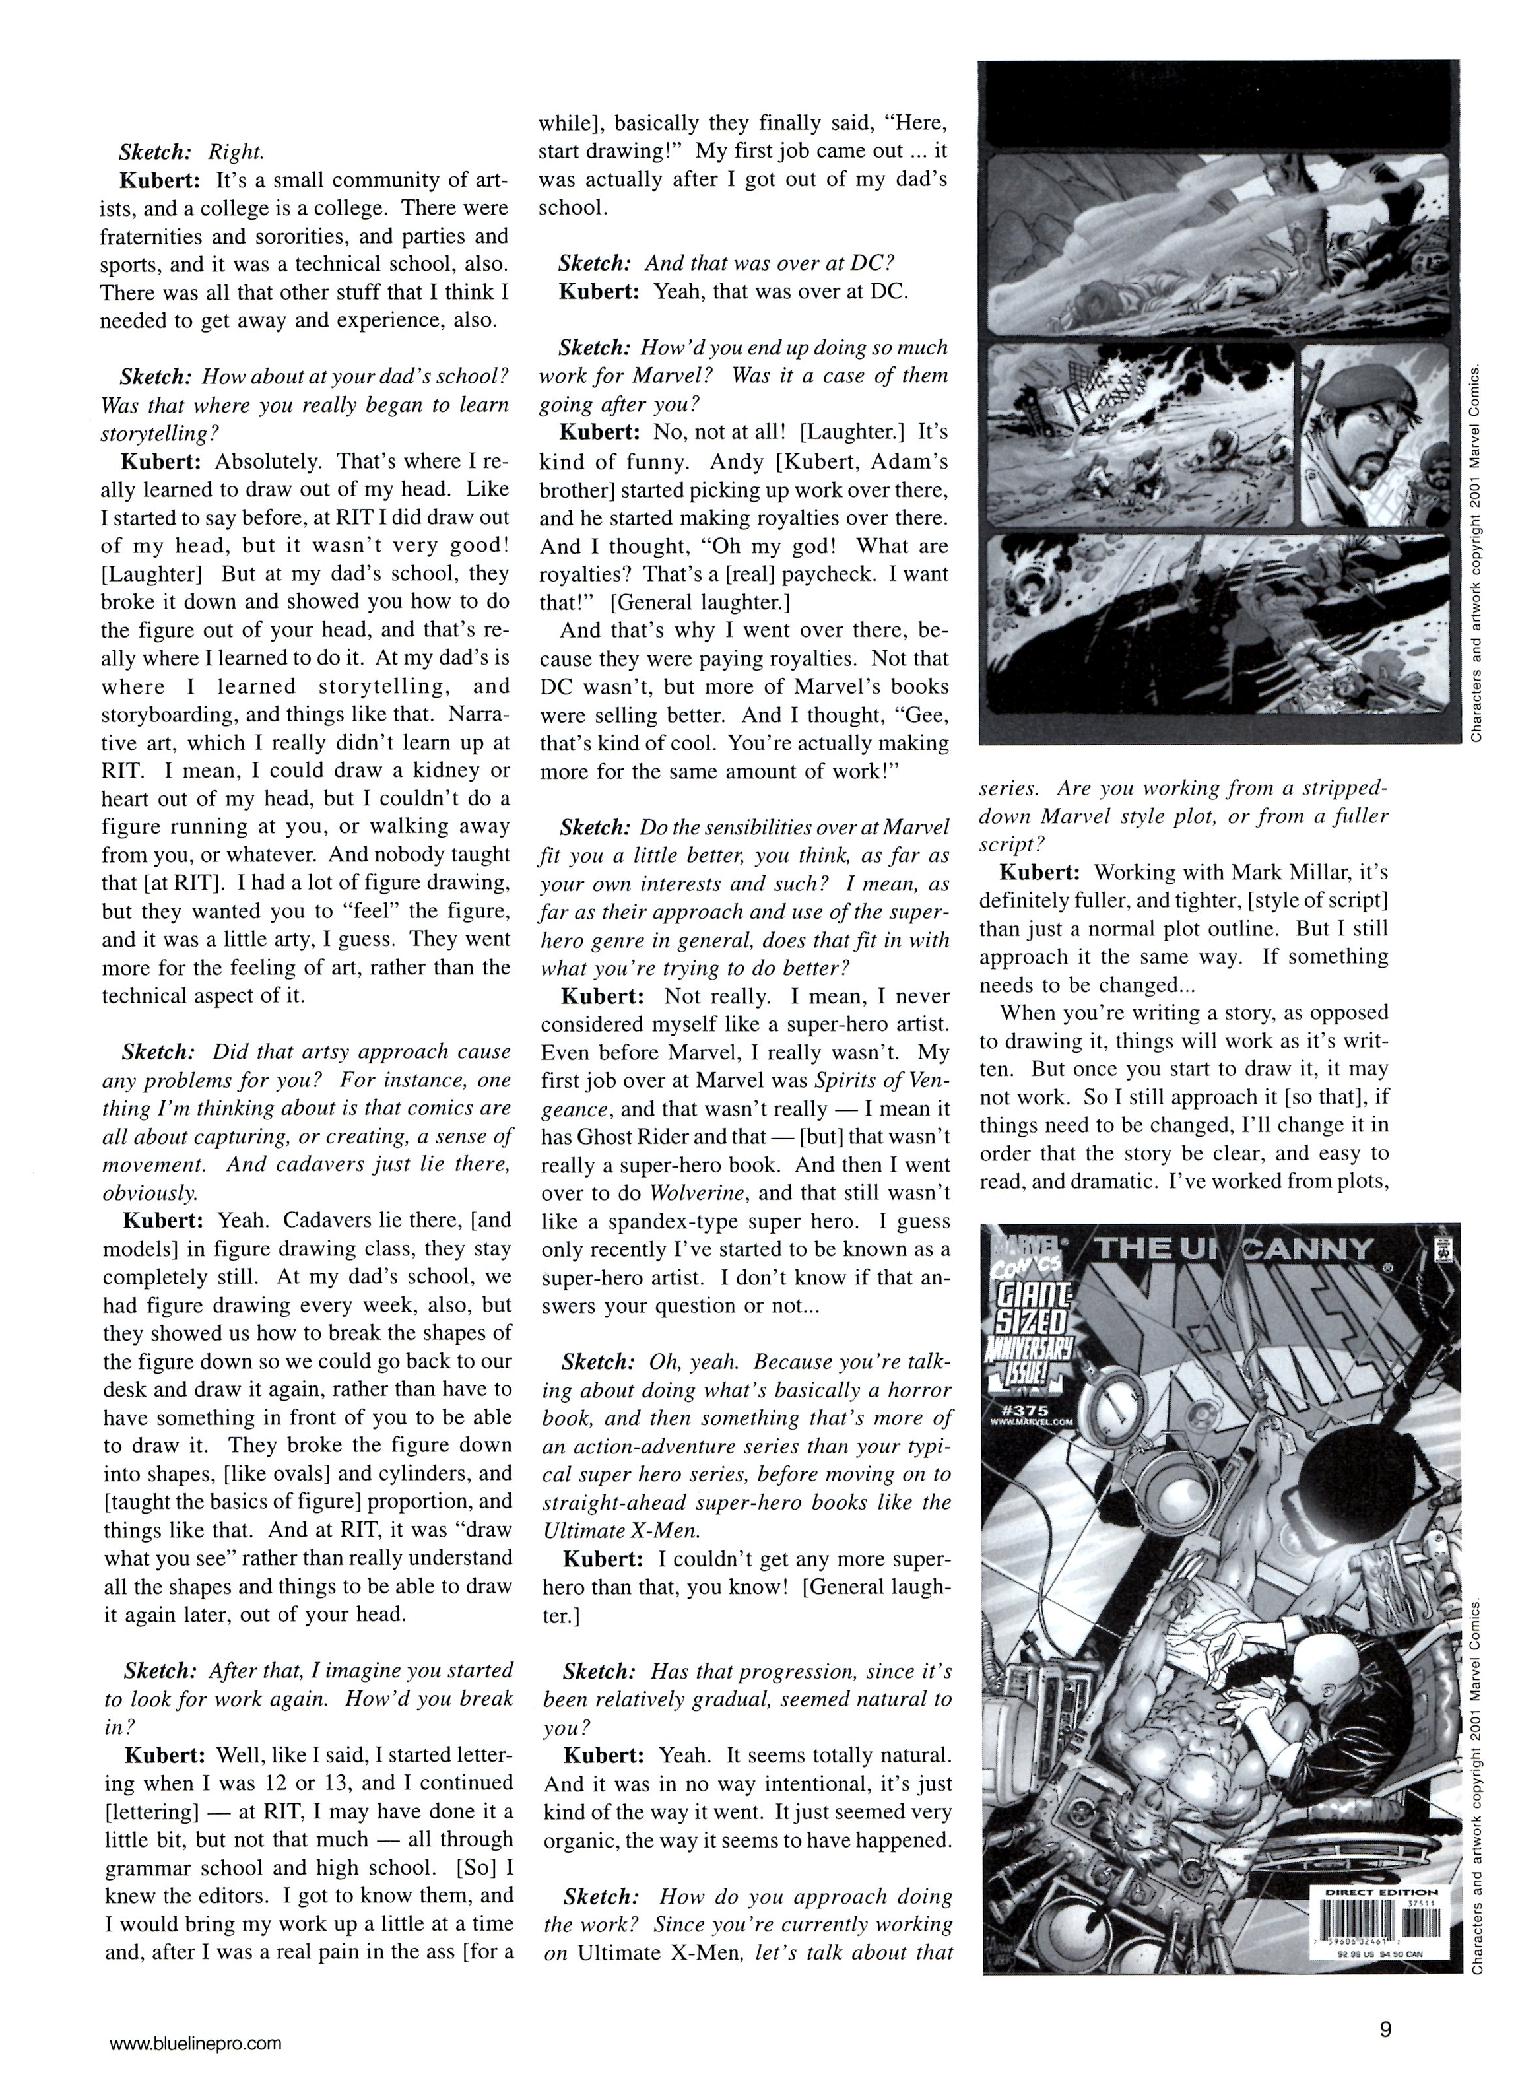 Sketch: Right.
Kubert: It's a small community of art-
ists, and a college is a college. There were
fraternities and sororities, and parties and
sports, and it was a technical school, also.
There was all that other stuff that I think I
needed to get away and experience, also.
Sketch: How about at your dad's school?
Was that where you really began to learn
storytelling?
Kubert: Absolutely. That's where I re-
ally learned to draw out of my head. Like
I started to say before, at RIT I did draw out
of my head, but it wasn't very good!
[Laughter] But at my dad's school, they
broke it down and showed you how to do
the figure out of your head, and that's re-
ally where I learned to do it. At my dad's is
where I learned storytelling, and
storyboarding, and things like that. Narra-
tive art, which I really didn't learn up at
RIT. I mean, I could draw a kidney or
heart out of my head, but I couldn't do a
figure running at you, or walking away
from you, or whatever. And nobody taught
that [at RIT]. I had a lot of figure drawing,
but they wanted you to "feel" the figure,
and it was a little arty, I guess. They went
more for the feeling of art, rather than the
technical aspect of it.
Sketch: Did that artsy approach cause
any problems for you? For instance, one
thing I'm thinking about is that comics are
all about capturing, or creating, a sense of
movement. And cadavers just lie there,
obviously.
Kubert: Yeah. Cadavers lie there, [and
models] in figure drawing class, they stay
completely still. At my dad's school, we
had figure drawing every week, also, but
they showed us how to break the shapes of
the figure down so we could go back to our
desk and draw it again, rather than have to
have something in front of you to be able
to draw it. They broke the figure down
into shapes, [like ovals] and cylinders, and
[taught the basics of figure] proportion, and
things like that. And at RIT, it was "draw
what you see" rather than really understand
all the shapes and things to be able to draw
it again later, out of your head.
Sketch: After that, I imagine you started
to look for work again. How'd you break
in?
Kubert: Well, like I said, I started letter-
ing when I was 12 or 13, and I continued
[lettering] — at RIT, I may have done it a
little bit, but not that much — all through
grammar school and high school. [So] I
knew the editors. I got to know them, and
I would bring my work up a little at a time
and, after I was a real pain in the ass [for a
while], basically they finally said, "Here,
start drawing!" My first job came out ... it
was actually after I got out of my dad's
school.
Sketch: And that was over at DC?
Kubert: Yeah, that was over at DC.
Sketch: How'd you end up doing so much
work for Marvel? Was it a case of them
going after you?
Kubert: No, not at all! [Laughter.] It's
kind of funny. Andy [Kubert, Adam's
brother] started picking up work over there,
and he started making royalties over there.
And I thought, "Oh my god! What are
royalties? That's a [real] paycheck. I want
that!" [General laughter.]
And that's why I went over there, be-
cause they were paying royalties. Not that
DC wasn't, but more of Marvel's books
were selling better. And I thought, "Gee,
that's kind of cool. You're actually making
more for the same amount of work!"
Sketch: Do the sensibilities over at Marvel
fit you a little better, you think, as far as
your own interests and such? I mean, as
far as their approach and use of the super-
hero genre in general, does that fit in with
what you're trying to do better?
Kubert: Not really. I mean, I never
considered myself like a super-hero artist.
Even before Marvel, I really wasn't. My
first job over at Marvel was Spirits of Ven-
geance, and that wasn't really — I mean it
has Ghost Rider and that — [but] that wasn't
really a super-hero book. And then I went
over to do Wolverine, and that still wasn't
like a spandex-type super hero. I guess
only recently I've started to be known as a
super-hero artist. I don't know if that an-
swers your question or not...
Sketch: Oh, yeah. Because you're talk-
ing about doing what's basically a horror
book, and then something that's more of
an action-adventure series than your typi-
cal super hero series, before moving on to
straight-ahead super-hero books like the
Ultimate X-Men.
Kubert: I couldn't get any more super-
hero than that, you know! [General laugh-
ter.]
Sketch: Has that progression, since it's
been relatively gradual, seemed natural to
you?
Kubert: Yeah. It seems totally natural.
And it was in no way intentional, it's just
kind of the way it went. It just seemed very
organic, the way it seems to have happened.
Sketch: How do you approach doing
the work? Since you're currently working
on Ultimate X-Men, let's talk about that
Characters and artwork copyright 2001 Marvel Comics.
series. Are you working from a stripped-
down Marvel style plot, or from a fuller
script?
Kubert: Working with Mark Millar, it's
definitely fuller, and tighter, [style of script]
than just a normal plot outline. But I still
approach it the same way. If something
needs to be changed...
When you're writing a story, as opposed
to drawing it, things will work as it's writ-
ten. But once you start to draw it, it may
not work. So I still approach it [so that], if
things need to be changed, I'll change it in
order that the story be clear, and easy to
read, and dramatic. I've worked from plots,
MARVEL
COMICS
GIANT-
SIZED
ANNIVERSARY
ISSUE!
#375
WWW.MARVEL.COM
THE UNCANNY
X-MEN
DIRECT EDITION
37511
$2.99 US $4.50 CAN
Characters and artwork copyright 2001 Marvel Comics.
www.bluelinepro.com
9